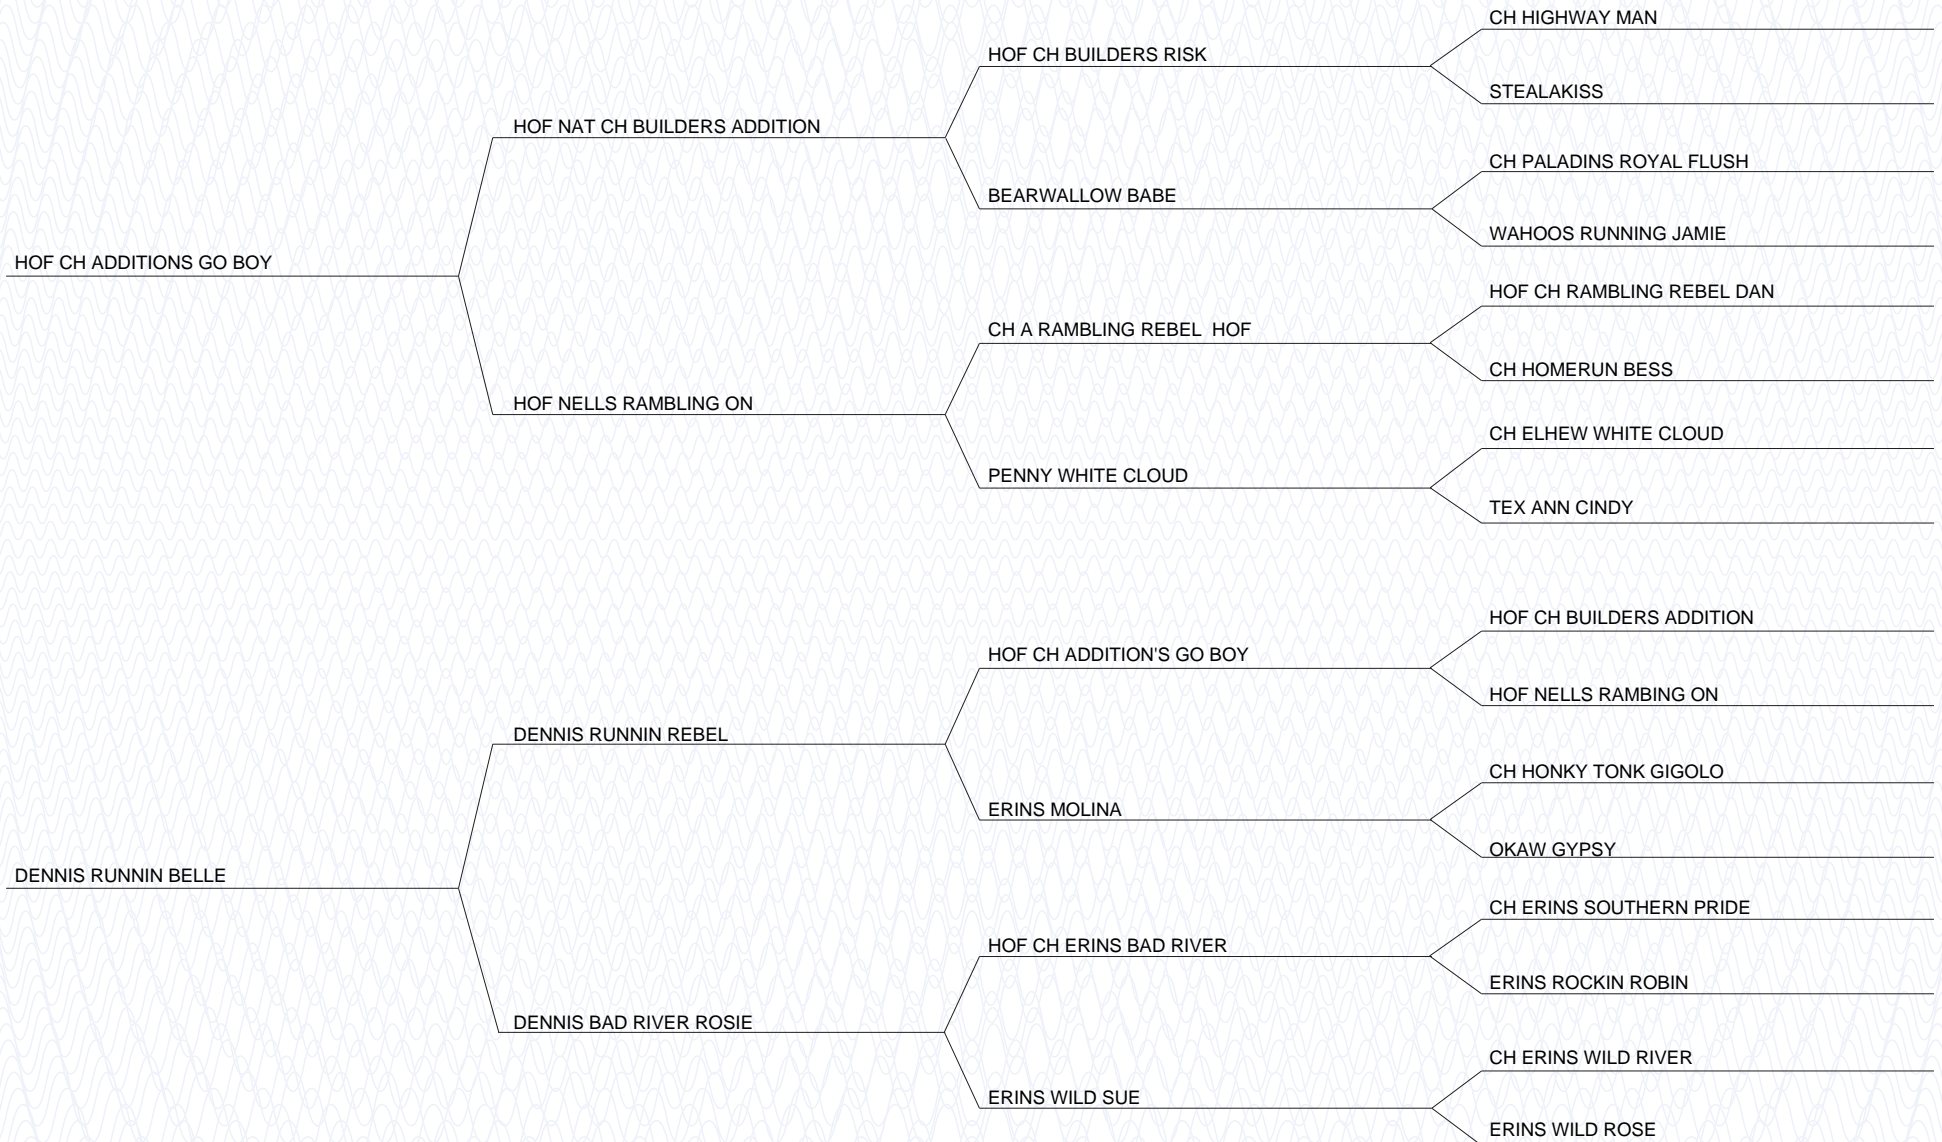 CH HIGHWAY MAN
HOF CH BUILDERS RISK
STEALAKISS
HOF NAT CH BUILDERS ADDITION
CH PALADINS ROYAL FLUSH
BEARWALLOW BABE
WAHOOS RUNNING JAMIE
HOF CH ADDITIONS GO BOY
HOF CH RAMBLING REBEL DAN
CH A RAMBLING REBEL  HOF
CH HOMERUN BESS
HOF NELLS RAMBLING ON
CH ELHEW WHITE CLOUD
PENNY WHITE CLOUD
TEX ANN CINDY
HOF CH BUILDERS ADDITION
HOF CH ADDITION'S GO BOY
HOF NELLS RAMBING ON
DENNIS RUNNIN REBEL
CH HONKY TONK GIGOLO
ERINS MOLINA
OKAW GYPSY
DENNIS RUNNIN BELLE
CH ERINS SOUTHERN PRIDE
HOF CH ERINS BAD RIVER
ERINS ROCKIN ROBIN
DENNIS BAD RIVER ROSIE
CH ERINS WILD RIVER
ERINS WILD SUE
ERINS WILD ROSE